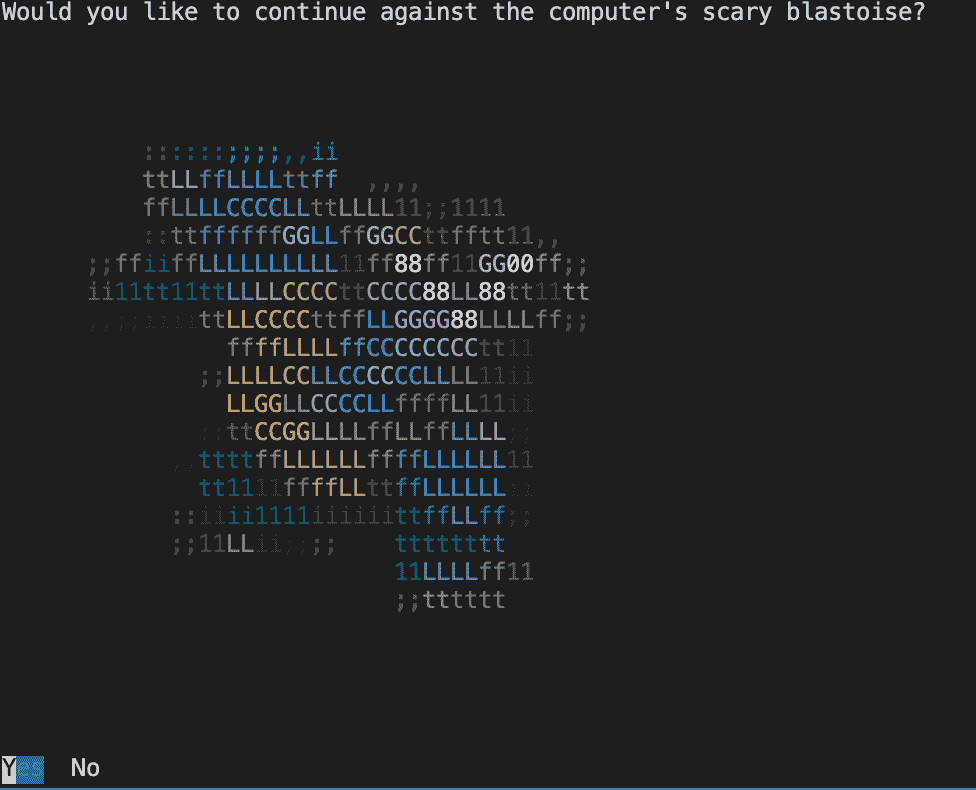 Would you like to continue against the computer's scary blastoise?
::::::;;;;,,ii
ttLLffLLLLttff ,,,,
ffLLLLCCCCLLttLLLL11;;1111
::ttffffffGGLLffGGCCttfftt11,,
;;ffiiffLLLLLLLLLL11ff88ff11GG00ff;;
ii11tt11ttLLLLCCCCttCCCC88LL88tt11tt
,,;;iiiittLLCCCCttffLLGGGG88LLLLff;;
ffffLLLLffCCCCCCCCtt11
;;LLLLCCLLCCCCCCLLLL11ii
LLGGLLCCCCLLffffLL11ii
,,ttCCGGLLLLffLLffLLLL;;
,,ttttffLLLLLLffffLLLLLL11
tt1111ffffLLttffLLLLLL;;
::iiii1111iiiiiittffLLff;;
;;11LLii;;;; tttttttt
11LLLLff11
;;tttttt
Yes No